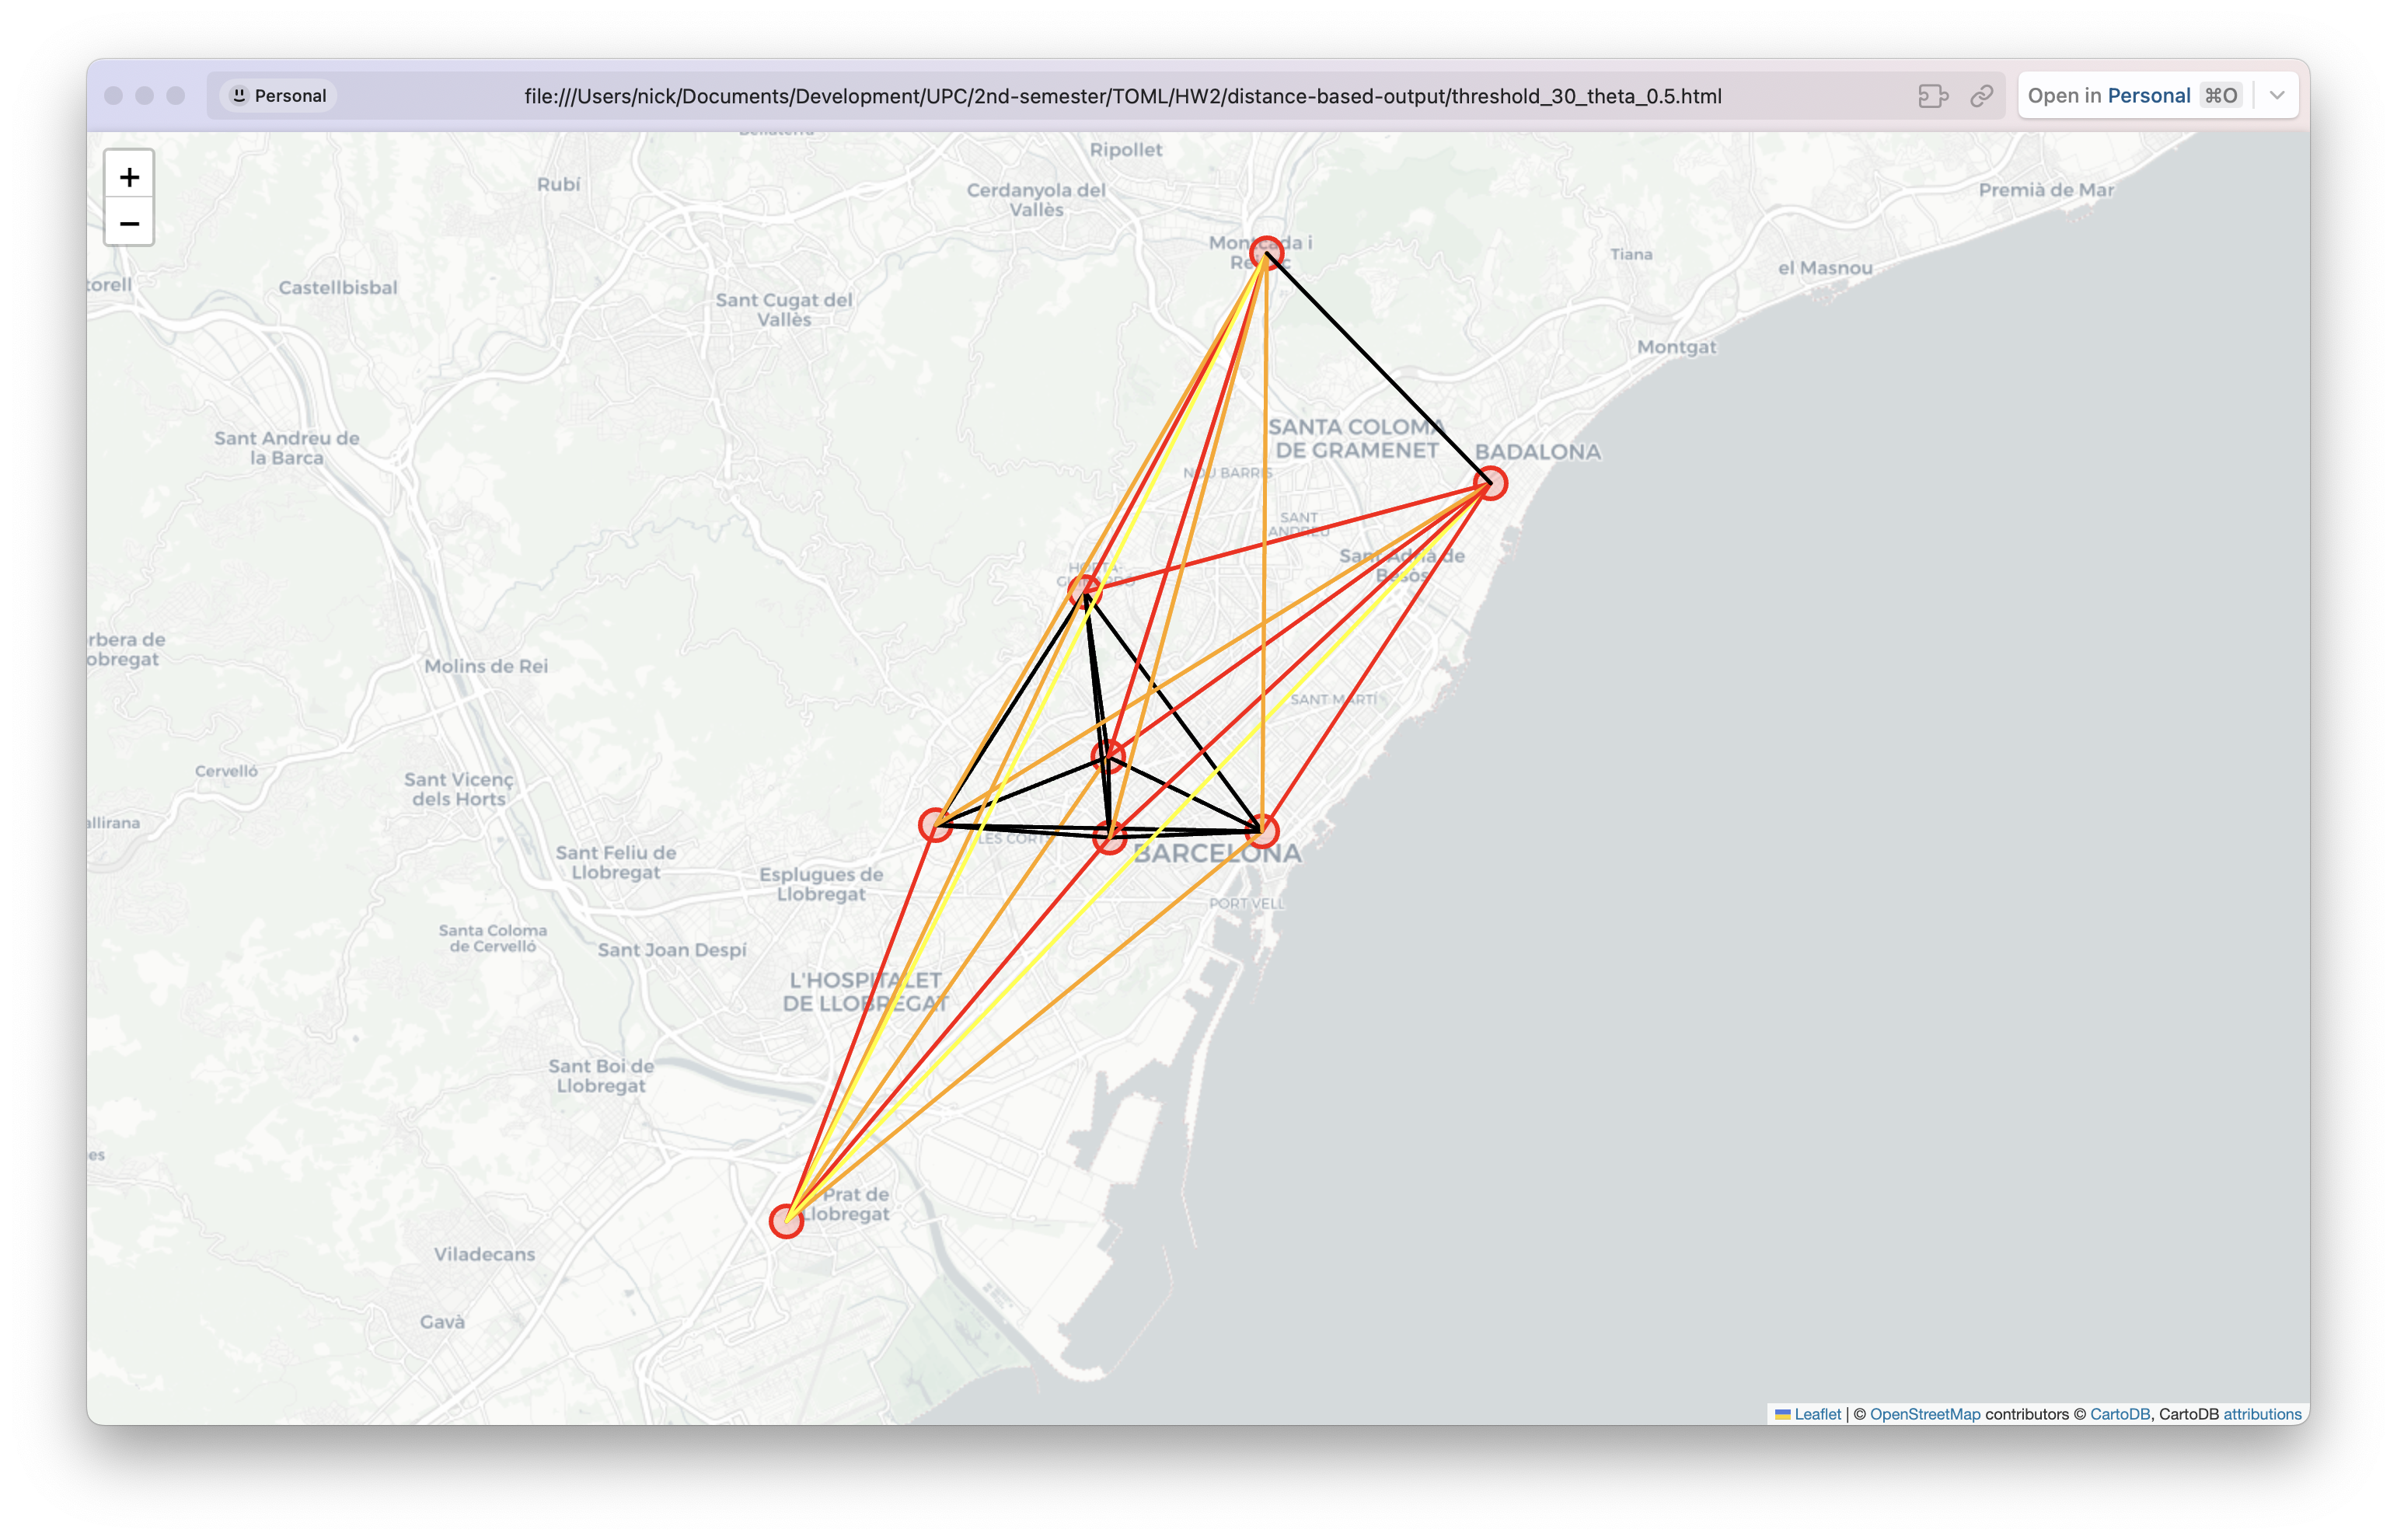 Personal
file:///Users/nick/Documents/Development/UPC/2nd-semester/TOML/HW2/distance-based-output/threshold_30_theta_0.5.html
Open in Personal ⌘O
+
−
Ripollet
Rubí
Cerdanyola del
Vallès
Premià de Mar
Montcada i
Tiana
el Masnou
torell
Castellbisbal
Sant Cugat del
Vallès
Montgat
SANTA COLOMA
DE GRAMENET
BADALONA
Sant Andreu de
la Barca
NOU BARRIS
SANT
ANDREU
Sant Adrià de
Besòs
HORTA-
GUINARDÓ
rbera de
obregat
Molins de Rei
SANT MARTÍ
Cervelló
Sant Vicenç
dels Horts
allirana
LES CORTS
BARCELONA
Sant Feliu de
Llobregat
Esplugues de
Llobregat
PORT VELL
Santa Coloma
de Cervelló
Sant Joan Despí
L'HOSPITALET
DE LLOBREGAT
Sant Boi de
Llobregat
es
Prat de
Llobregat
Viladecans
Gavà
Leaflet | © OpenStreetMap contributors © CartoDB, CartoDB attributions